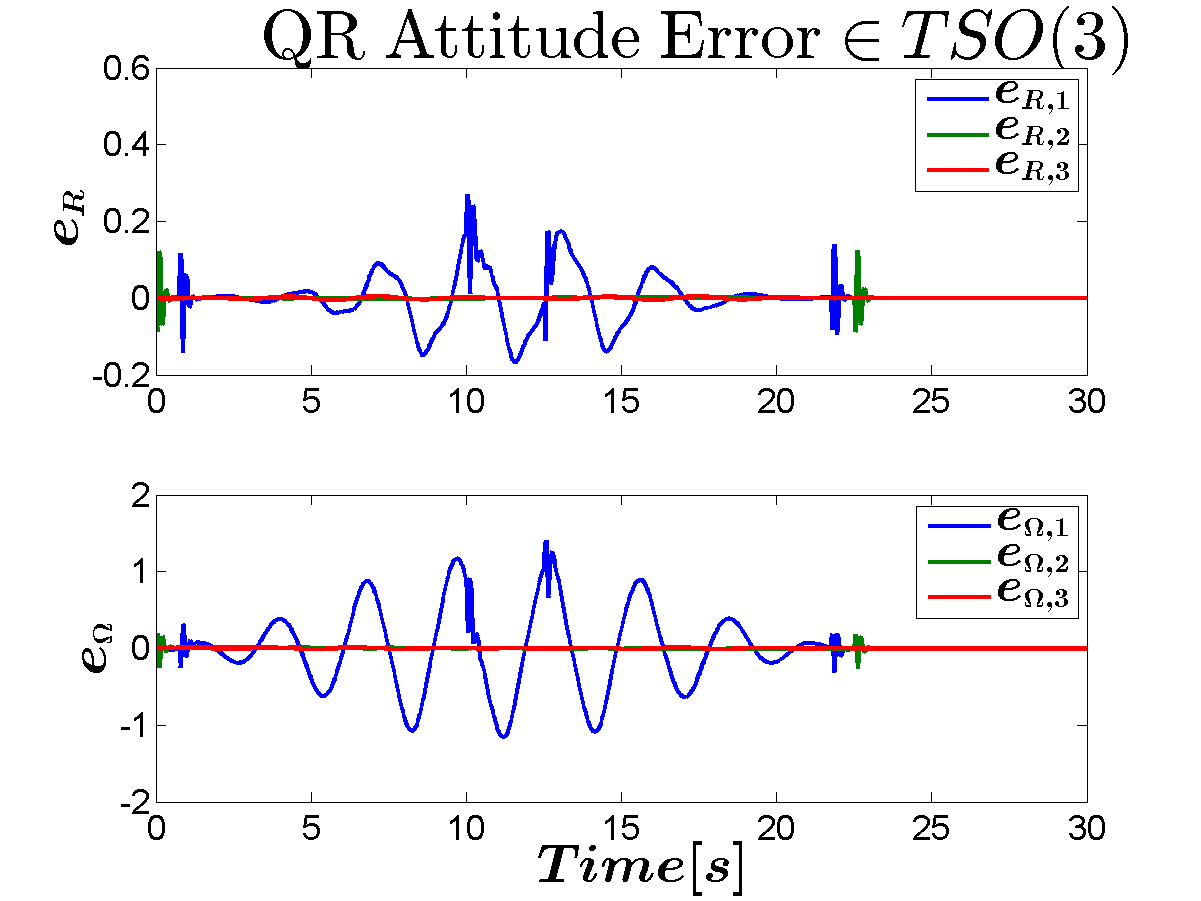 QR Attitude Error ∈ TSO(3)
0.6
0.4
0.2
0
-0.2
e_R
e_{R,1}
e_{R,2}
e_{R,3}
0 5 10 15 20 25 30
2
1
0
-1
-2
e_Ω
e_{Ω,1}
e_{Ω,2}
e_{Ω,3}
0 5 10 15 20 25 30
Time[s]